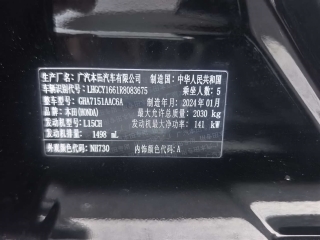 生产厂名：广汽本田汽车有限公司 制造国：中华人民共和国
车辆识别代号：LHGCY1661R8083675 乘坐人数：5
整车型号：GHA7151AAC6A 制造年月：2024年01月
品牌：本田(HONDA) 最大允许总质量：2030 kg
发动机型号：L15CH 发动机最大净功率：141 kW
发动机排量：1498 mL
外观颜色代码：NH730 内饰颜色代码：A